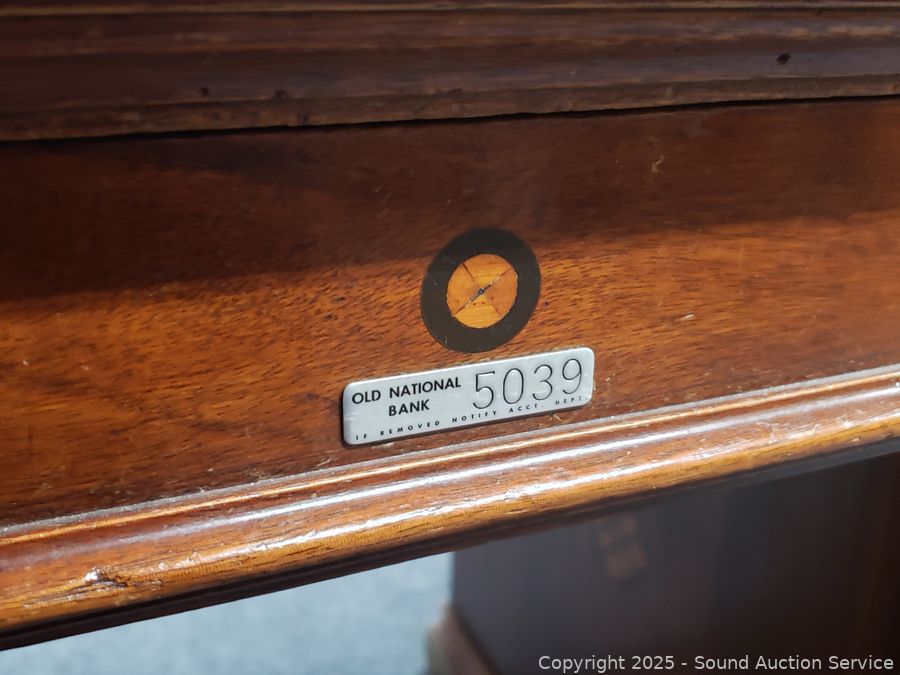 OLD NATIONAL BANK 5039
IF REMOVED NOTIFY ACCT. DEPT.
Copyright © 2025 - Sound Auction Service